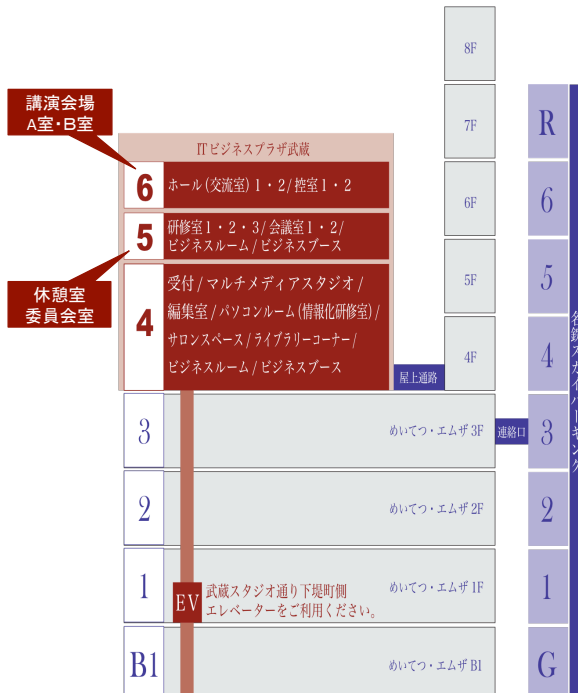 8F
講演会場
A室・B室
7F
R
ITビジネスプラザ武蔵
6
ホール(交流室) 1・2/控室 1・2
6F
6
5
研修室 1・2・3/会議室 1・2/
ビジネスルーム/ビジネスブース
休憩室
委員会室
4
受付/マルチメディアスタジオ/
編集室/パソコンルーム(情報化研修室)/
サロンスペース/ライブラリーコーナー/
ビジネスルーム/ビジネスブース
5F
5
4F
4
屋上通路
名鉄スカイパーキング
3
めいてつ・エムザ 3F
連絡口
3
2
めいてつ・エムザ 2F
2
1
EV
武蔵スタジオ通り下堤町側
エレベーターをご利用ください。
めいてつ・エムザ 1F
1
B1
めいてつ・エムザ B1
G